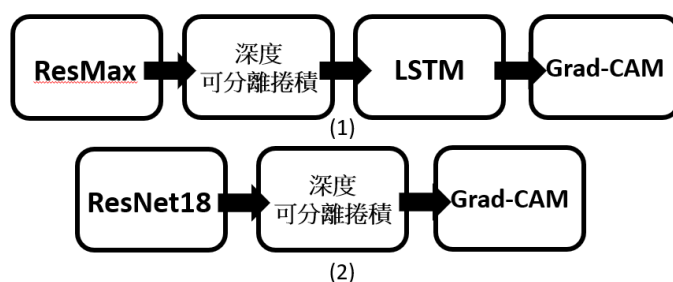 ResMax
深度
可分離捲積
LSTM
Grad-CAM
(1)
ResNet18
深度
可分離捲積
Grad-CAM
(2)